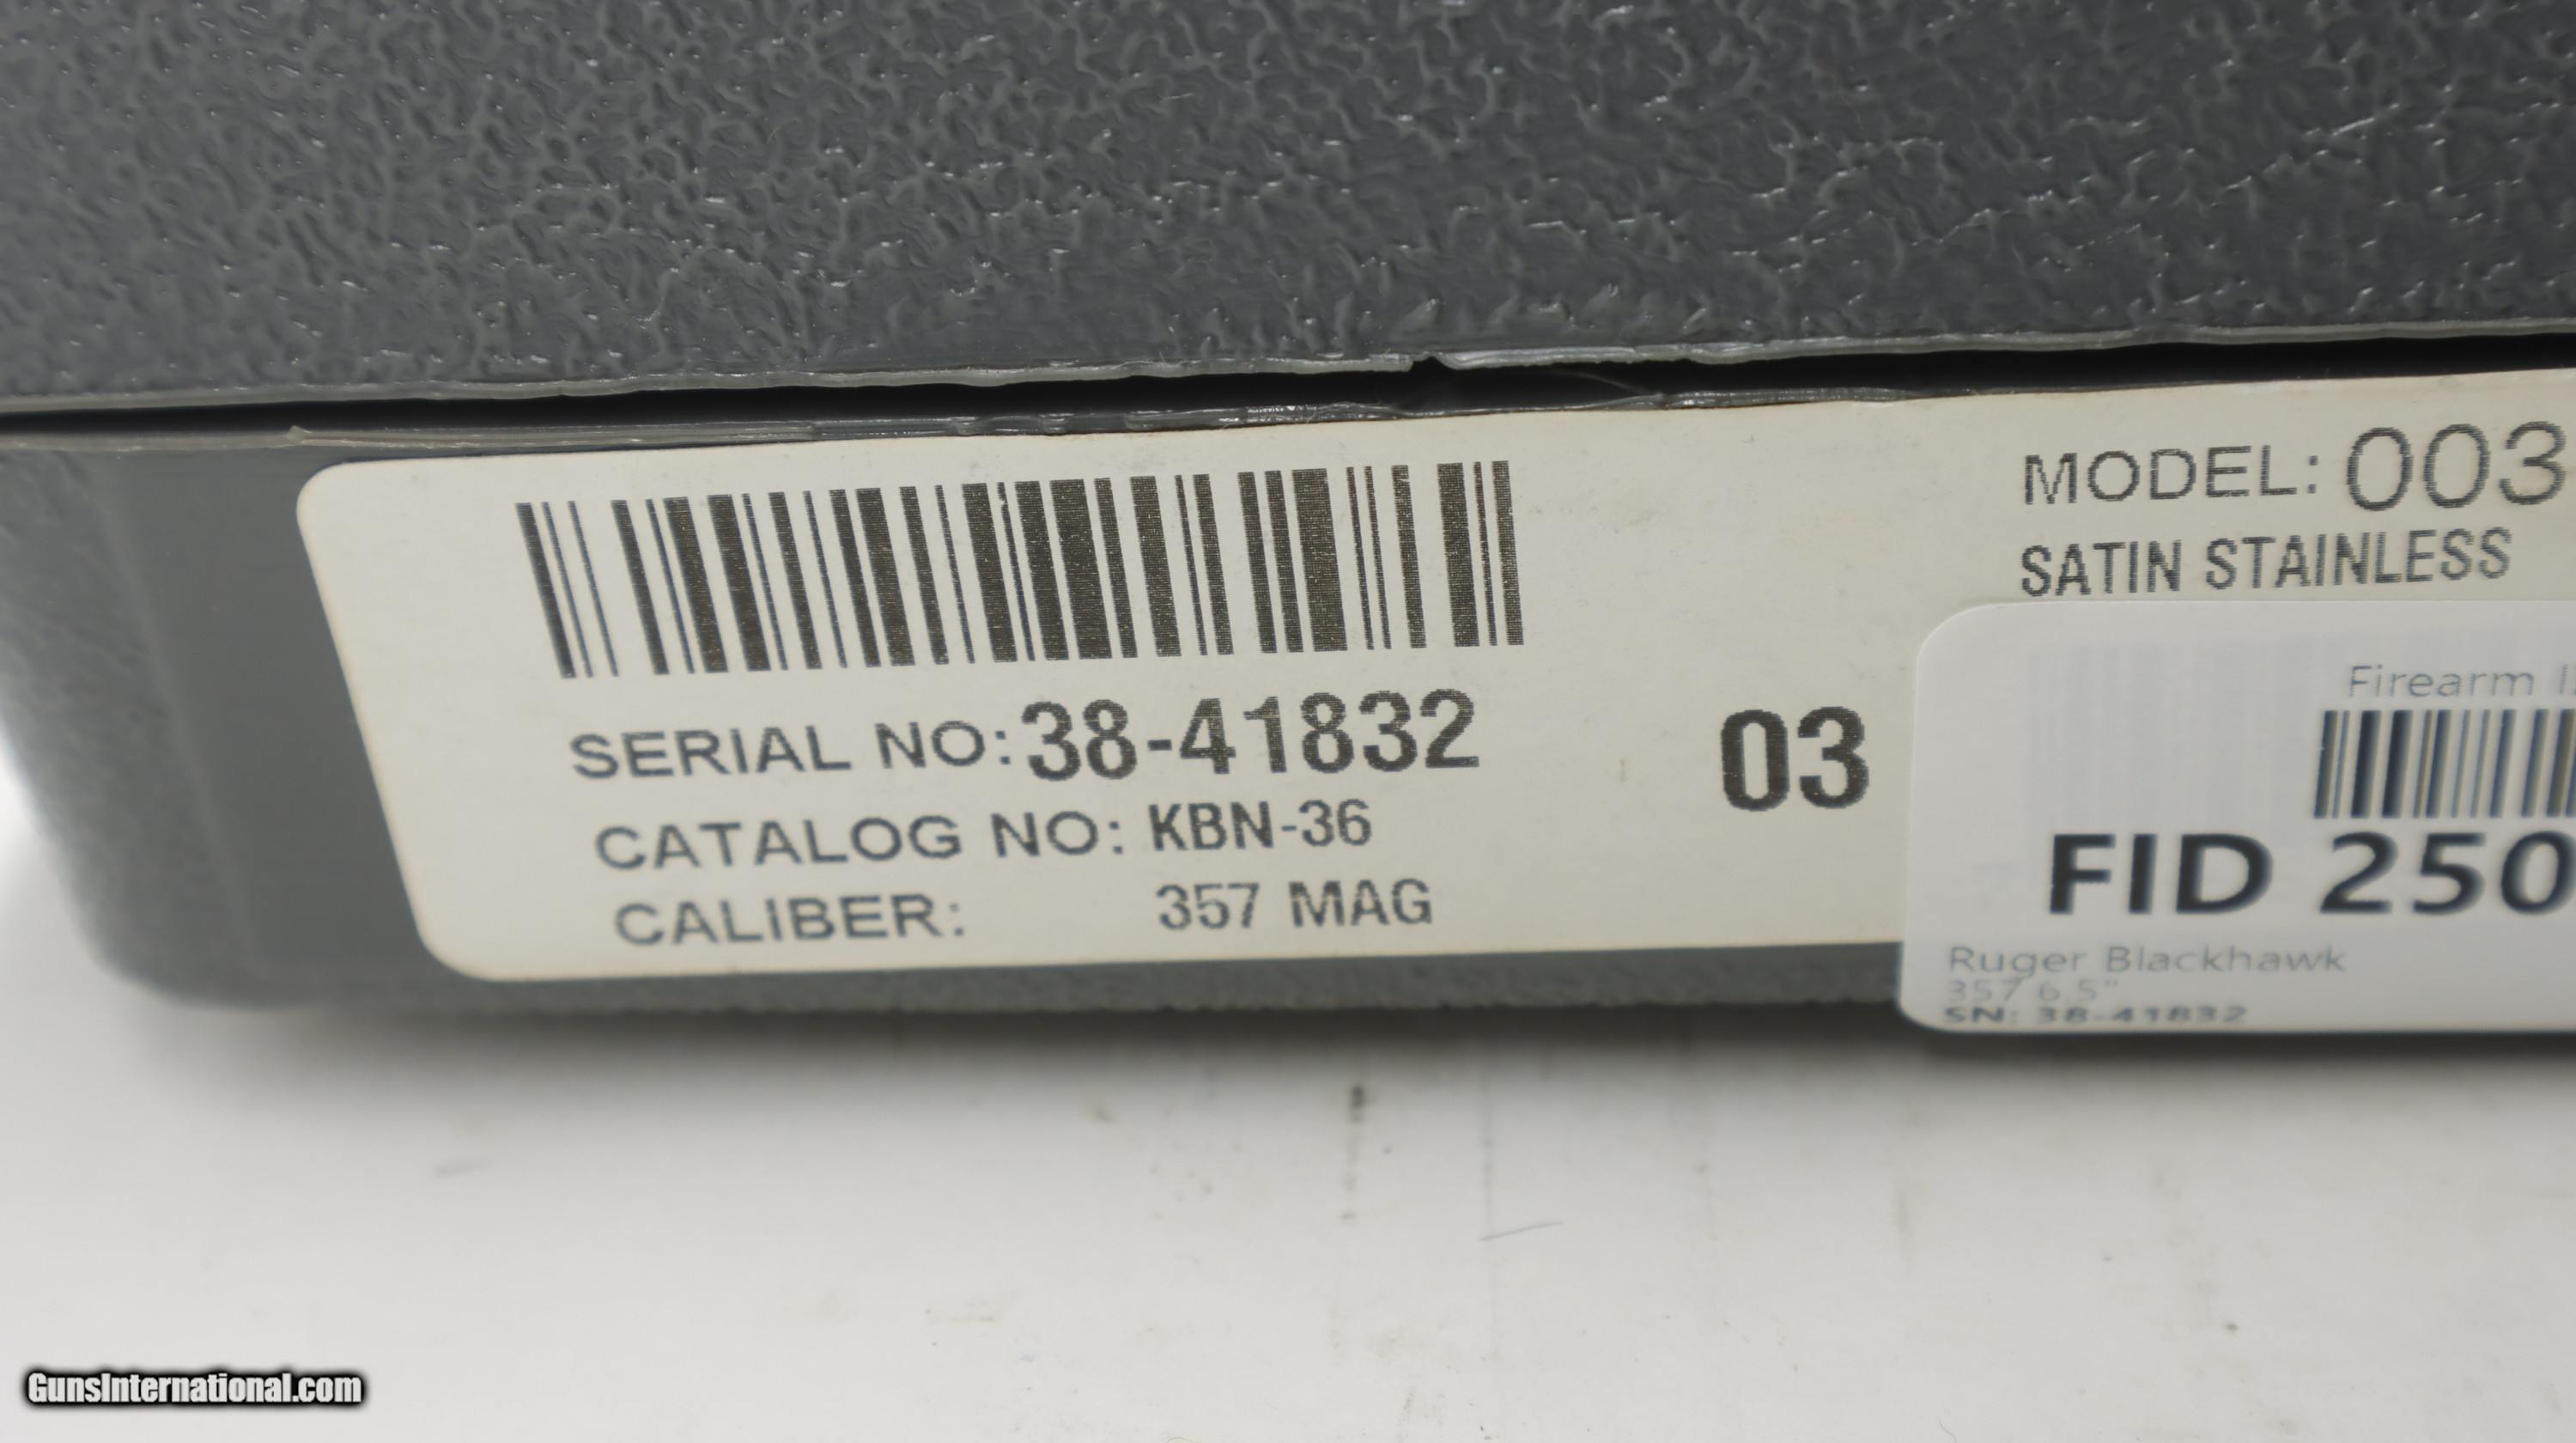 MODEL: 003
SATIN STAINLESS
SERIAL NO: 38-41832
03
CATALOG NO: KBN-36
CALIBER: 357 MAG
Firearm
FID 250
Ruger Blackhawk
357 6.5"
SN: 38-41832
GunsInternational.com